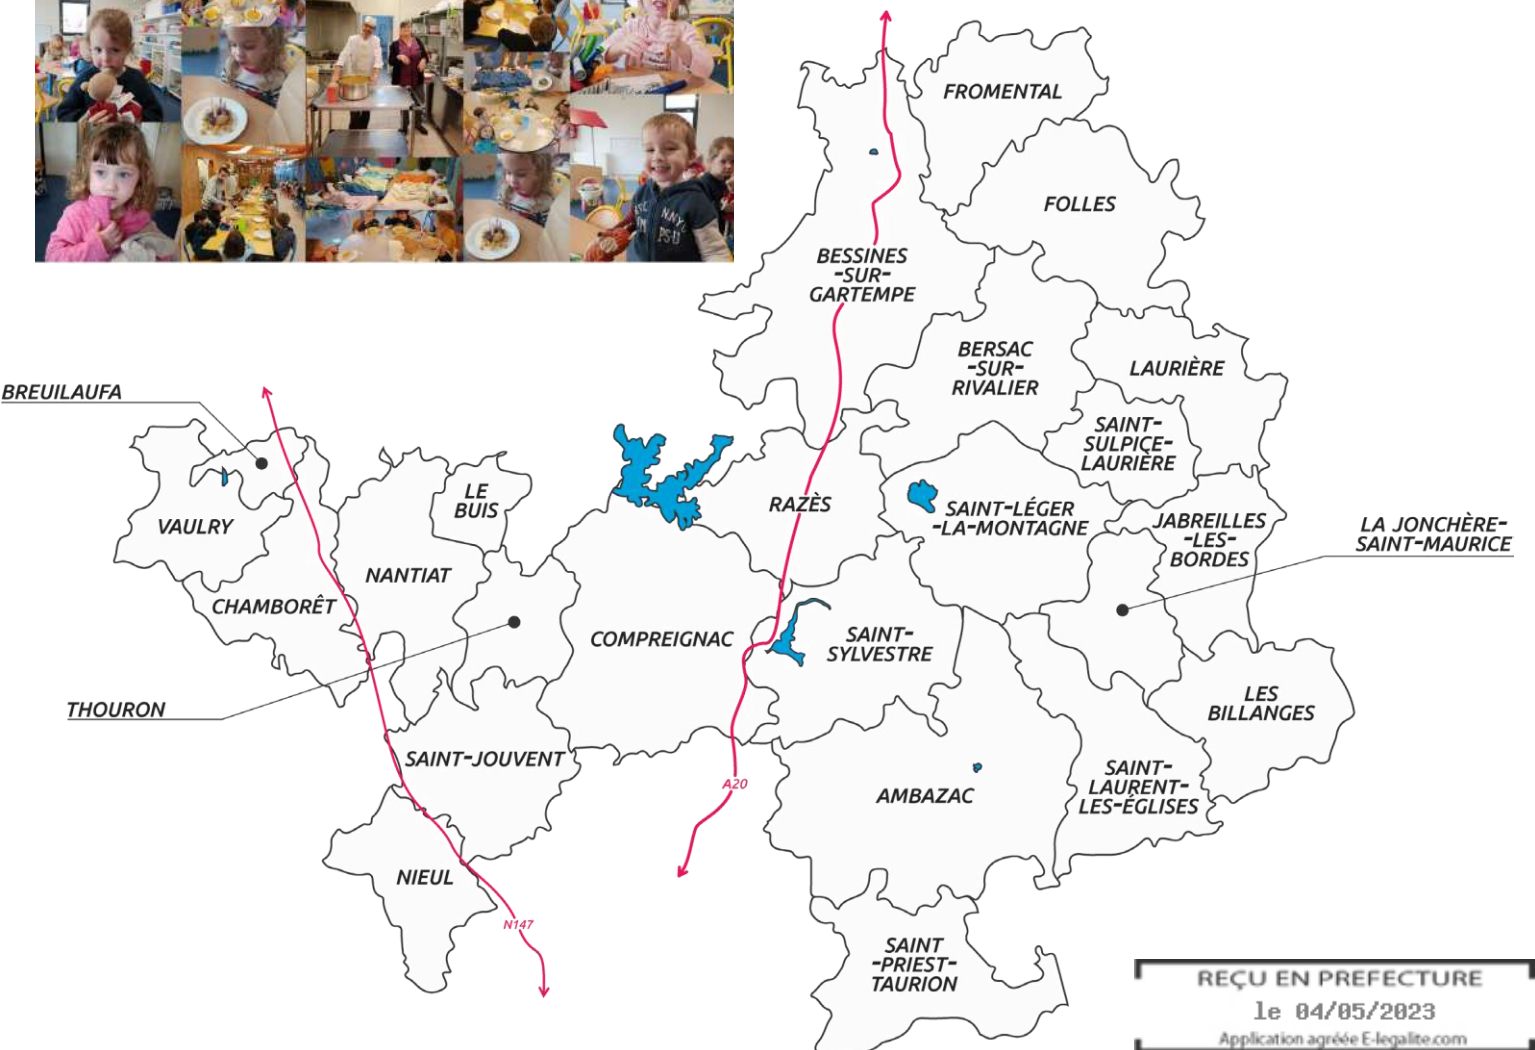 FROMENTAL
FOLLES
BESSINES
-SUR-
GARTEMPE
BERSAC
-SUR-
RIVALIER
LAURIÈRE
BREUILAUFA
SAINT-
SULPICE-
LAURIÈRE
LE
BUIS
RAZÈS
SAINT-LÉGER
-LA-MONTAGNE
VAULRY
JABREILLES
-LES-
BORDES
LA JONCHÈRE-
SAINT-MAURICE
NANTIAT
CHAMBORÊT
COMPREIGNAC
SAINT-
SYLVESTRE
THOURON
LES
BILLANGES
SAINT-JOUVENT
A20
AMBAZAC
SAINT-
LAURENT-
LES-ÉGLISES
NIEUL
N147
SAINT
-PRIEST-
TAURION
REÇU EN PREFECTURE
le 04/05/2023
Application agréée E-legalite.com